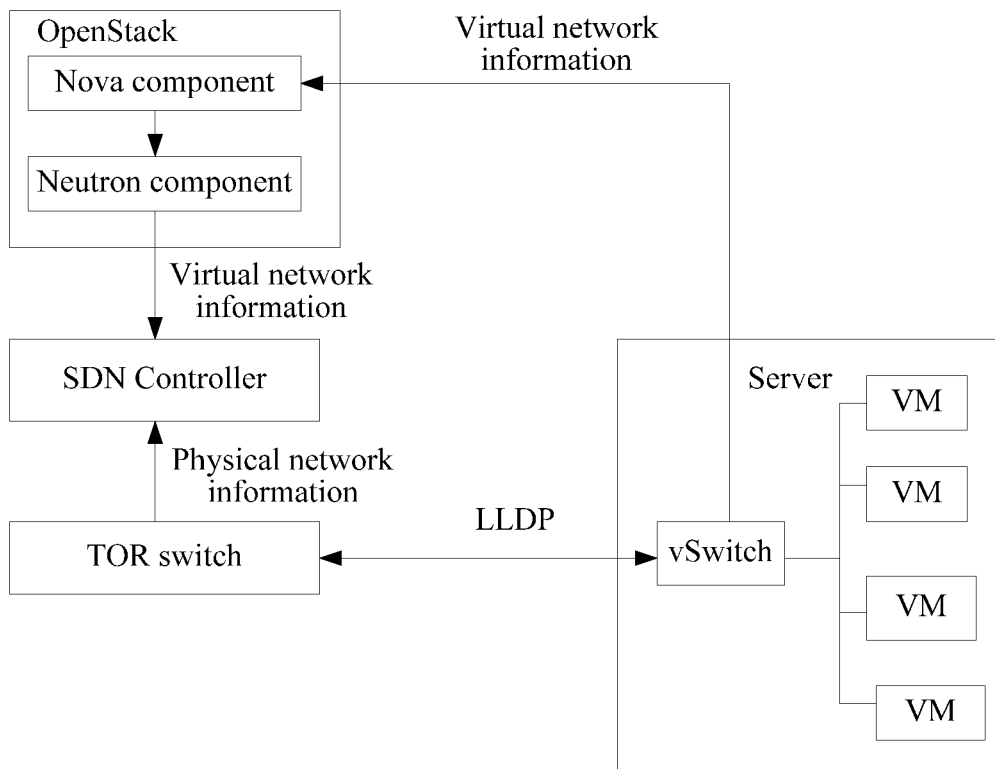 OpenStack
Nova component
Neutron component
Virtual network
information
Virtual network
information
SDN Controller
Physical network
information
TOR switch
LLDP
Server
vSwitch
VM
VM
VM
VM